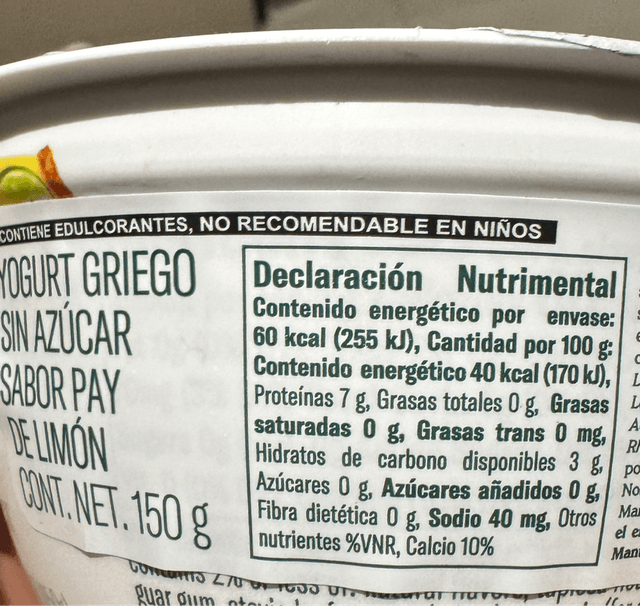 CONTIENE EDULCORANTES, NO RECOMENDABLE EN NIÑOS
YOGURT GRIEGO
SIN AZÚCAR
SABOR PAY
DE LIMÓN
CONT. NET. 150 g
Declaración Nutrimental
Contenido energético por envase:
60 kcal (255 kJ), Cantidad por 100 g:
Contenido energético 40 kcal (170 kJ),
Proteínas 7 g, Grasas totales 0 g, Grasas
saturadas 0 g, Grasas trans 0 mg,
Hidratos de carbono disponibles 3 g,
Azúcares 0 g, Azúcares añadidos 0 g,
Fibra dietética 0 g, Sodio 40 mg, Otros
nutrientes %VNR, Calcio 10%
guar gum